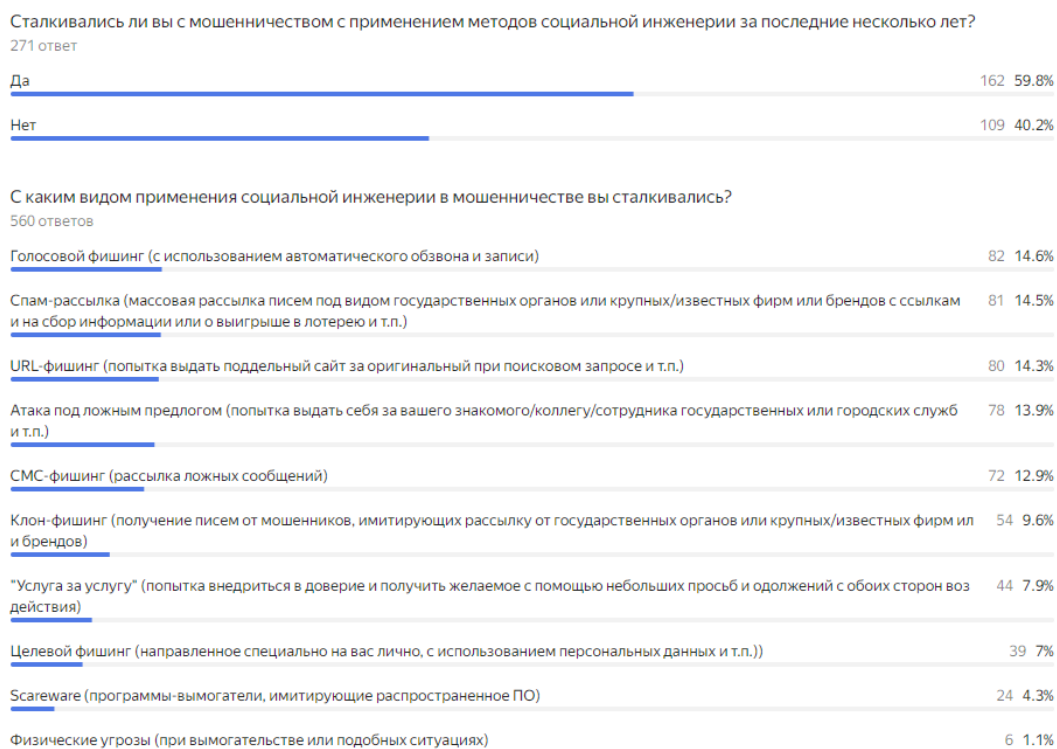 Сталкивались ли вы с мошенничеством с применением методов социальной инженерии за последние несколько лет?
271 ответ
Да 162 59.8%
Нет 109 40.2%
С каким видом применения социальной инженерии в мошенничестве вы сталкивались?
560 ответов
Голосовой фишинг (с использованием автоматического обзвона и записи) 82 14.6%
Спам-рассылка (массовая рассылка писем под видом государственных органов или крупных/известных фирм или брендов с ссылкам 81 14.5%
и на сбор информации или о выигрыше в лотерею и т.п.)
URL-фишинг (попытка выдать поддельный сайт за оригинальный при поисковом запросе и т.п.) 80 14.3%
Атака под ложным предлогом (попытка выдать себя за вашего знакомого/коллегу/сотрудника государственных или городских служб 78 13.9%
и т.п.)
СМС-фишинг (рассылка ложных сообщений) 72 12.9%
Клон-фишинг (получение писем от мошенников, имитирующих рассылку от государственных органов или крупных/известных фирм ил 54 9.6%
и брендов)
"Услуга за услугу" (попытка внедриться в доверие и получить желаемое с помощью небольших просьб и одолжений с обоих сторон воз 44 7.9%
действия)
Целевой фишинг (направленное специально на вас лично, с использованием персональных данных и т.п.)) 39 7%
Scareware (программы-вымогатели, имитирующие распространенное ПО) 24 4.3%
Физические угрозы (при вымогательстве или подобных ситуациях) 6 1.1%